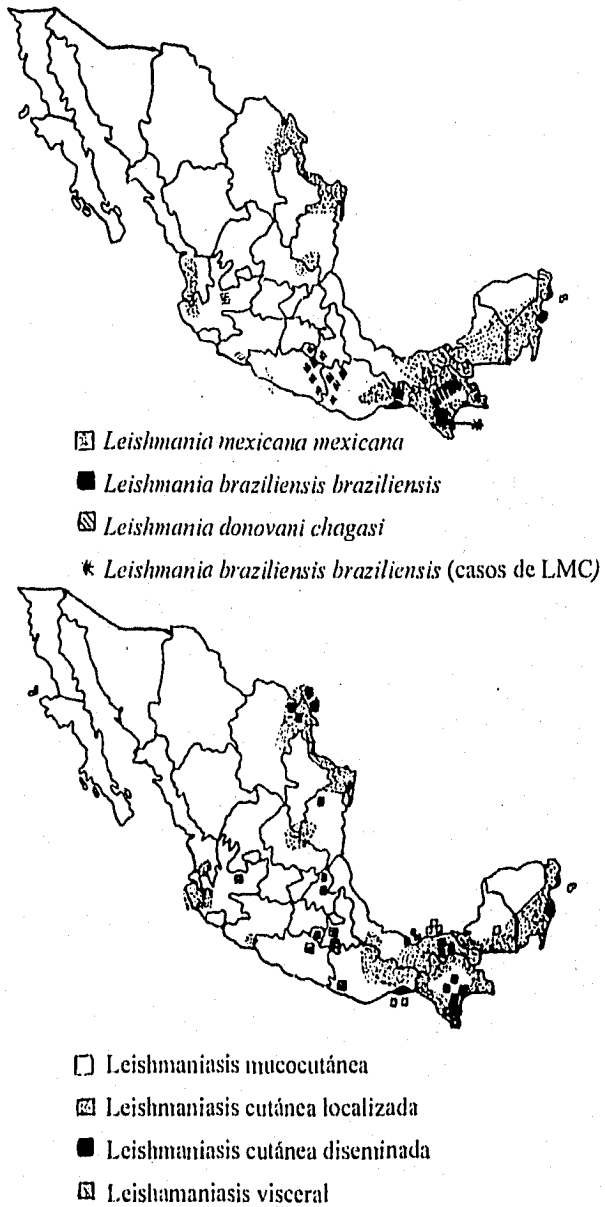 Leishmania mexicana mexicana
Leishmania braziliensis braziliensis
Leishmania donovani chagasi
Leishmania braziliensis braziliensis (casos de LMC)
Leishmaniasis mucocutánea
Leishmaniasis cutánea localizada
Leishmaniasis cutánea diseminada
Leishamaniasis visceral